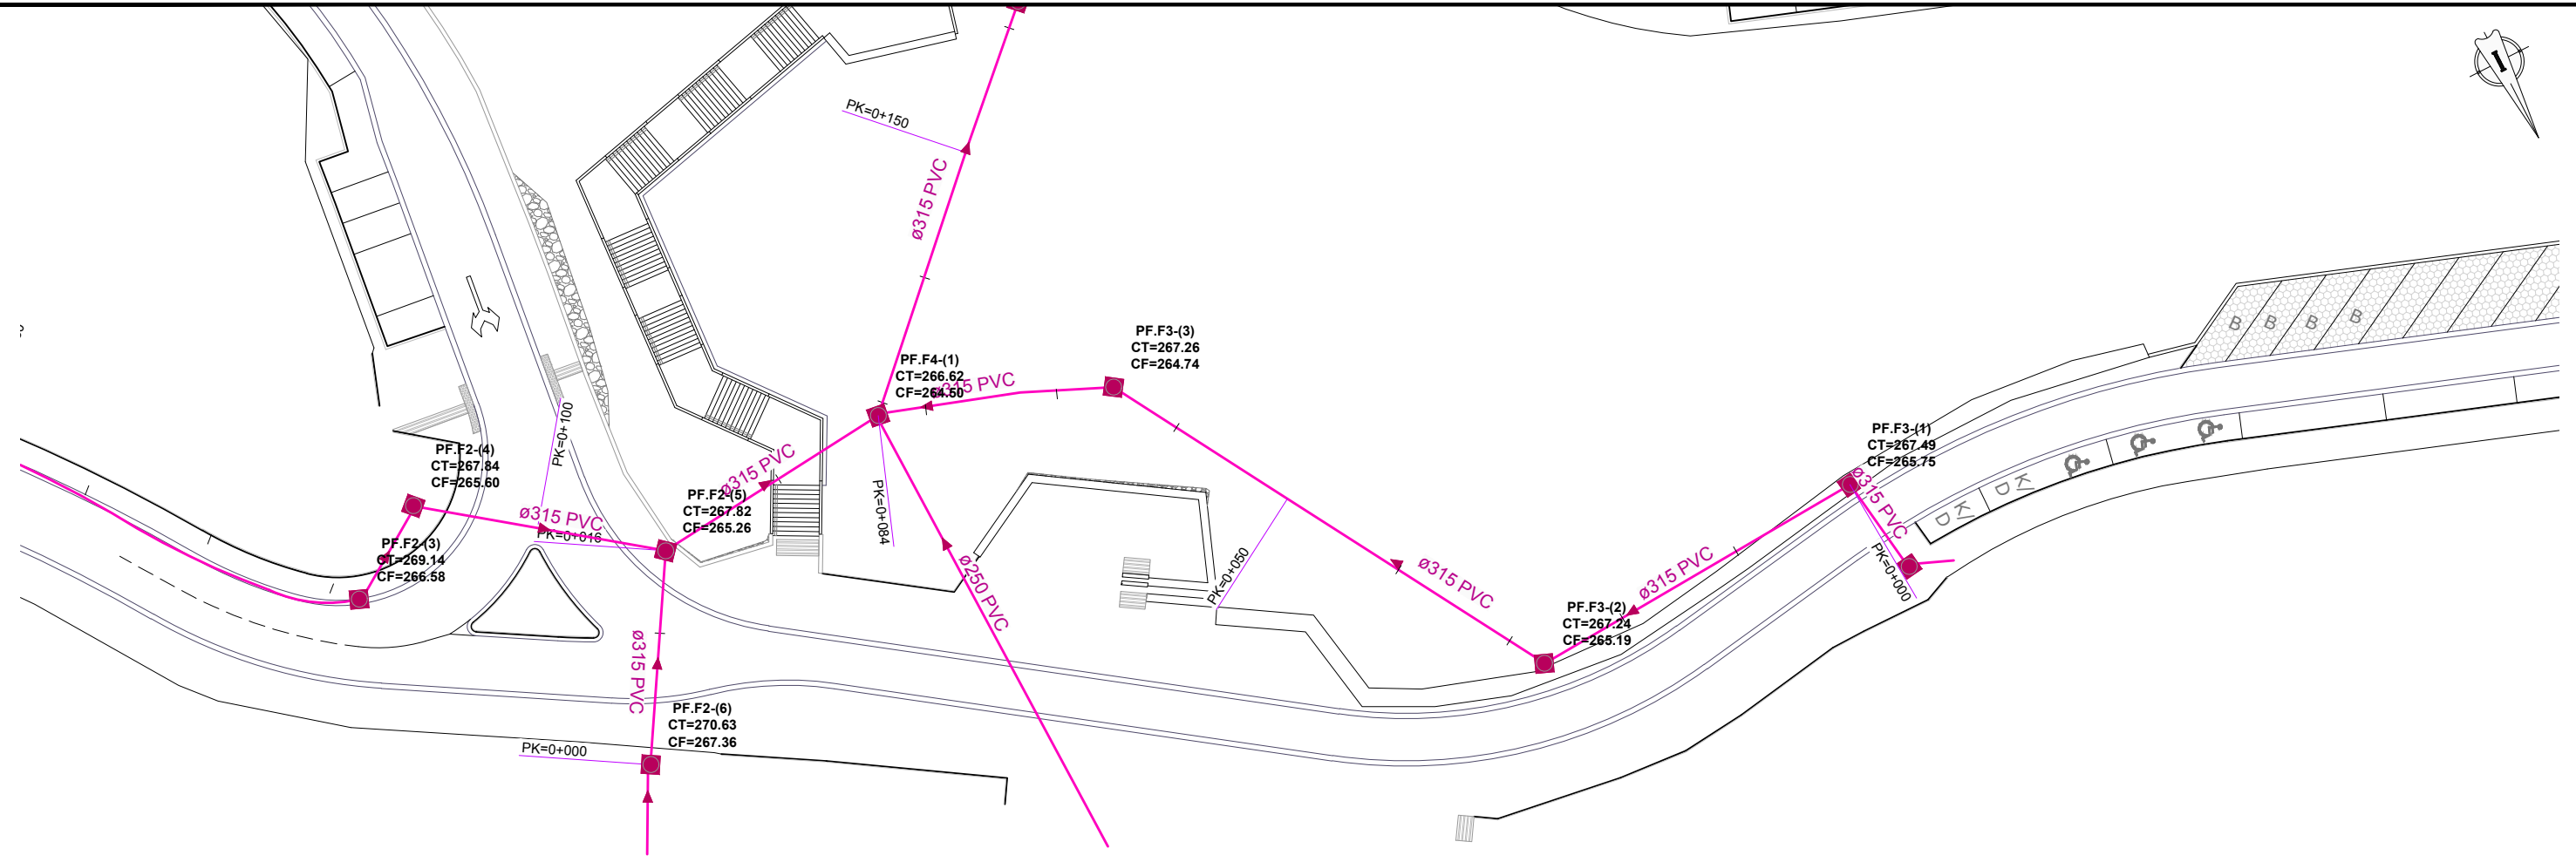 PK=0+150
ø315 PVC
PF.F3-(3)
CT=267.26
CF=264.74
PF.F4-(1)
CT=266.62
CF=264.50
ø315 PVC
B
B
B
B
PK=0+100
PF.F2-(4)
CT=267.84
CF=265.60
ø315 PVC
PF.F2-(5)
CT=267.82
CF=265.26
ø315 PVC
PK=0+016
PK=0+084
PF.F2-(3)
CT=269.14
CF=266.58
PF.F3-(1)
CT=267.49
CF=265.75
ø315 PVC
K/D
K/D
PK=0+000
ø250 PVC
PK=0+050
ø315 PVC
ø315 PVC
PF.F3-(2)
CT=267.24
CF=265.19
ø315 PVC
PF.F2-(6)
CT=270.63
CF=267.36
PK=0+000